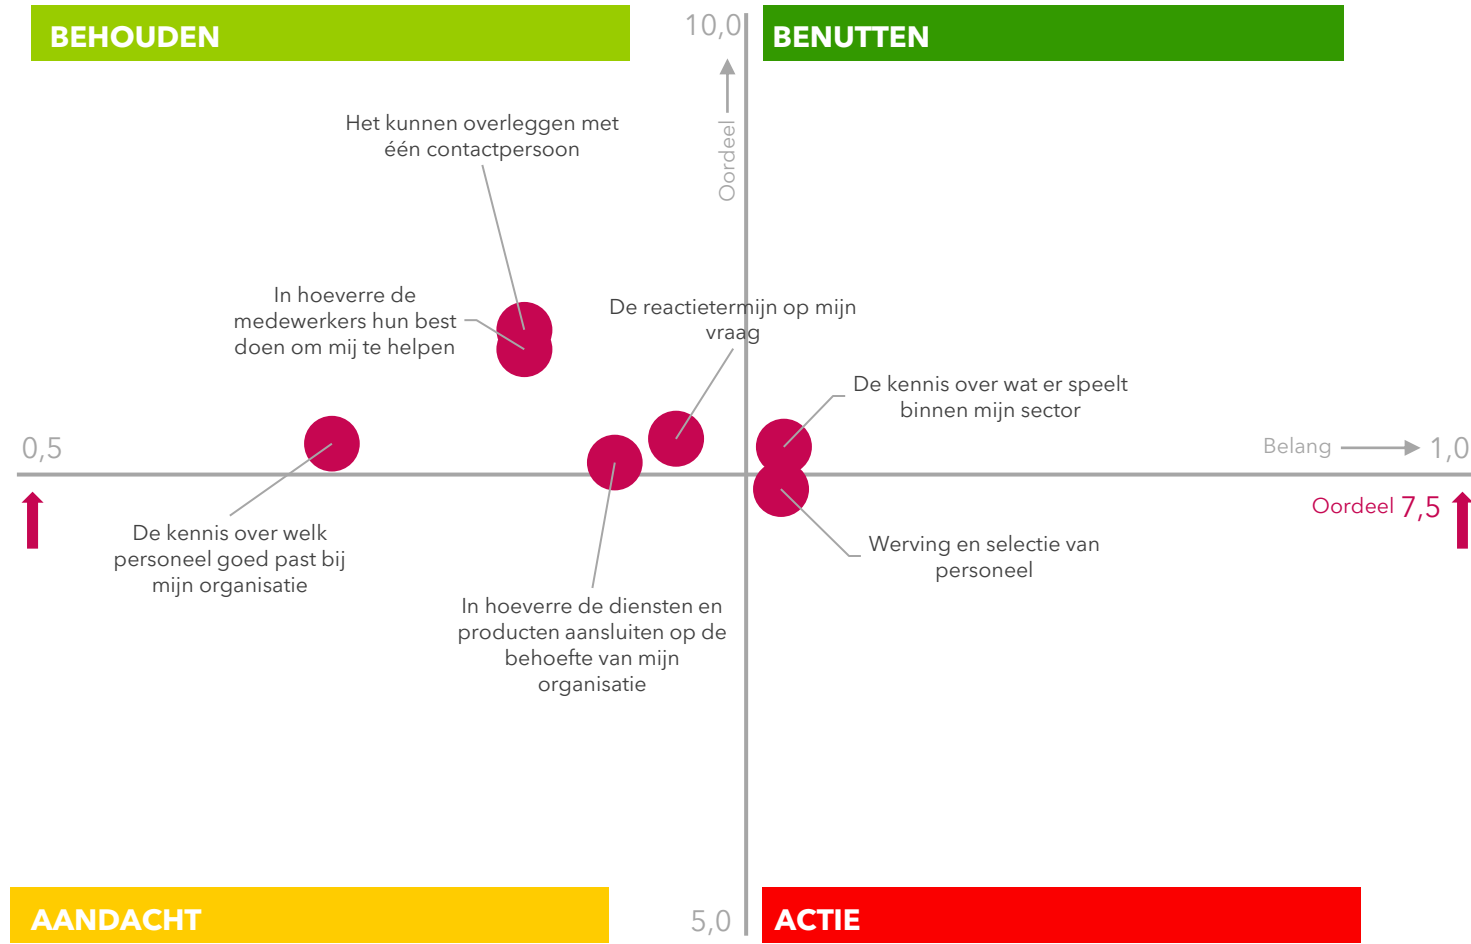 BEHOUDEN
10,0
BENUTTEN
Oordeel
Het kunnen overleggen met
één contactpersoon
In hoeverre de
medewerkers hun best
doen om mij te helpen
De reactietermijn op mijn
vraag
De kennis over wat er speelt
binnen mijn sector
0,5
Belang
1,0
Oordeel 7,5
De kennis over welk
personeel goed past bij
mijn organisatie
Werving en selectie van
personeel
In hoeverre de diensten en
producten aansluiten op de
behoefte van mijn
organisatie
AANDACHT
5,0
ACTIE